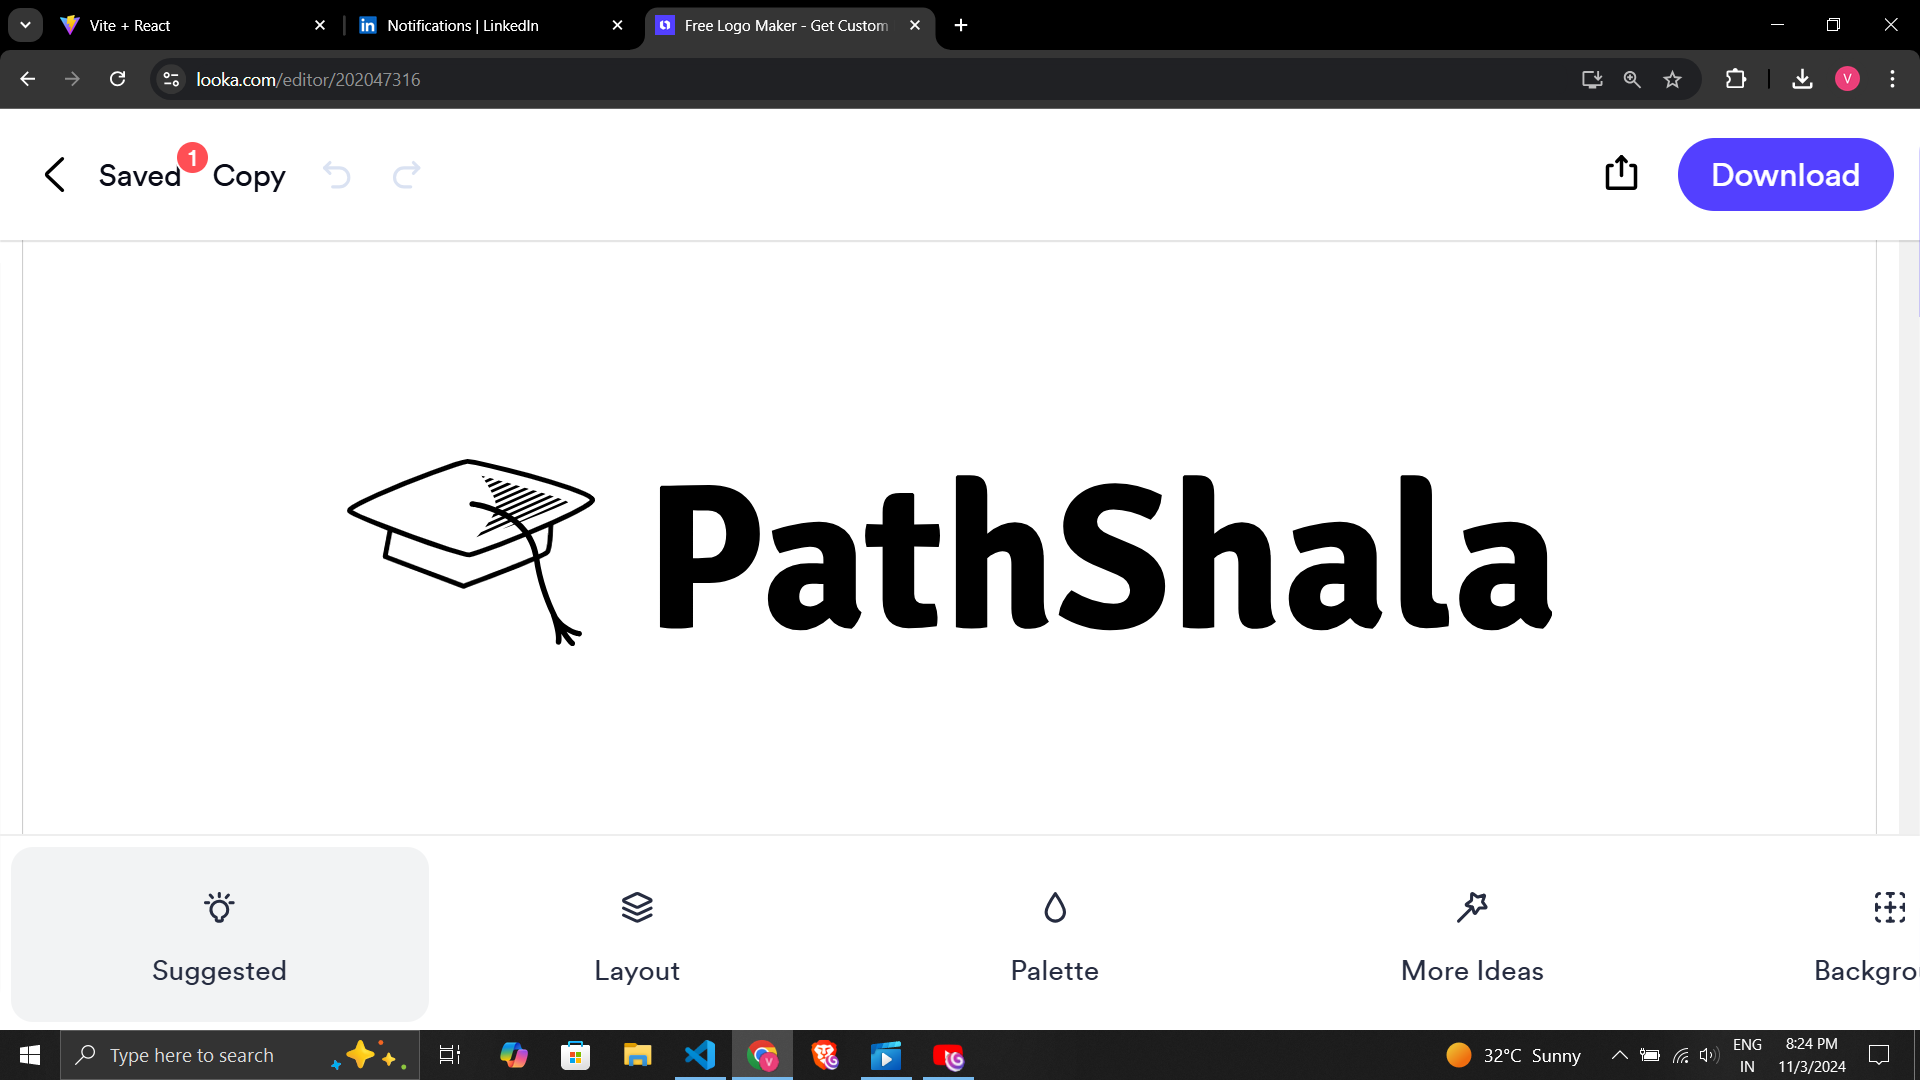 Vite + React
Notifications | LinkedIn
Free Logo Maker - Get Custom
looka.com/editor/202047316
V
Saved 1 Copy
Download
PathShala
Suggested
Layout
Palette
More Ideas
Backgro
Type here to search
32°C Sunny
ENG
IN
8:24 PM
11/3/2024